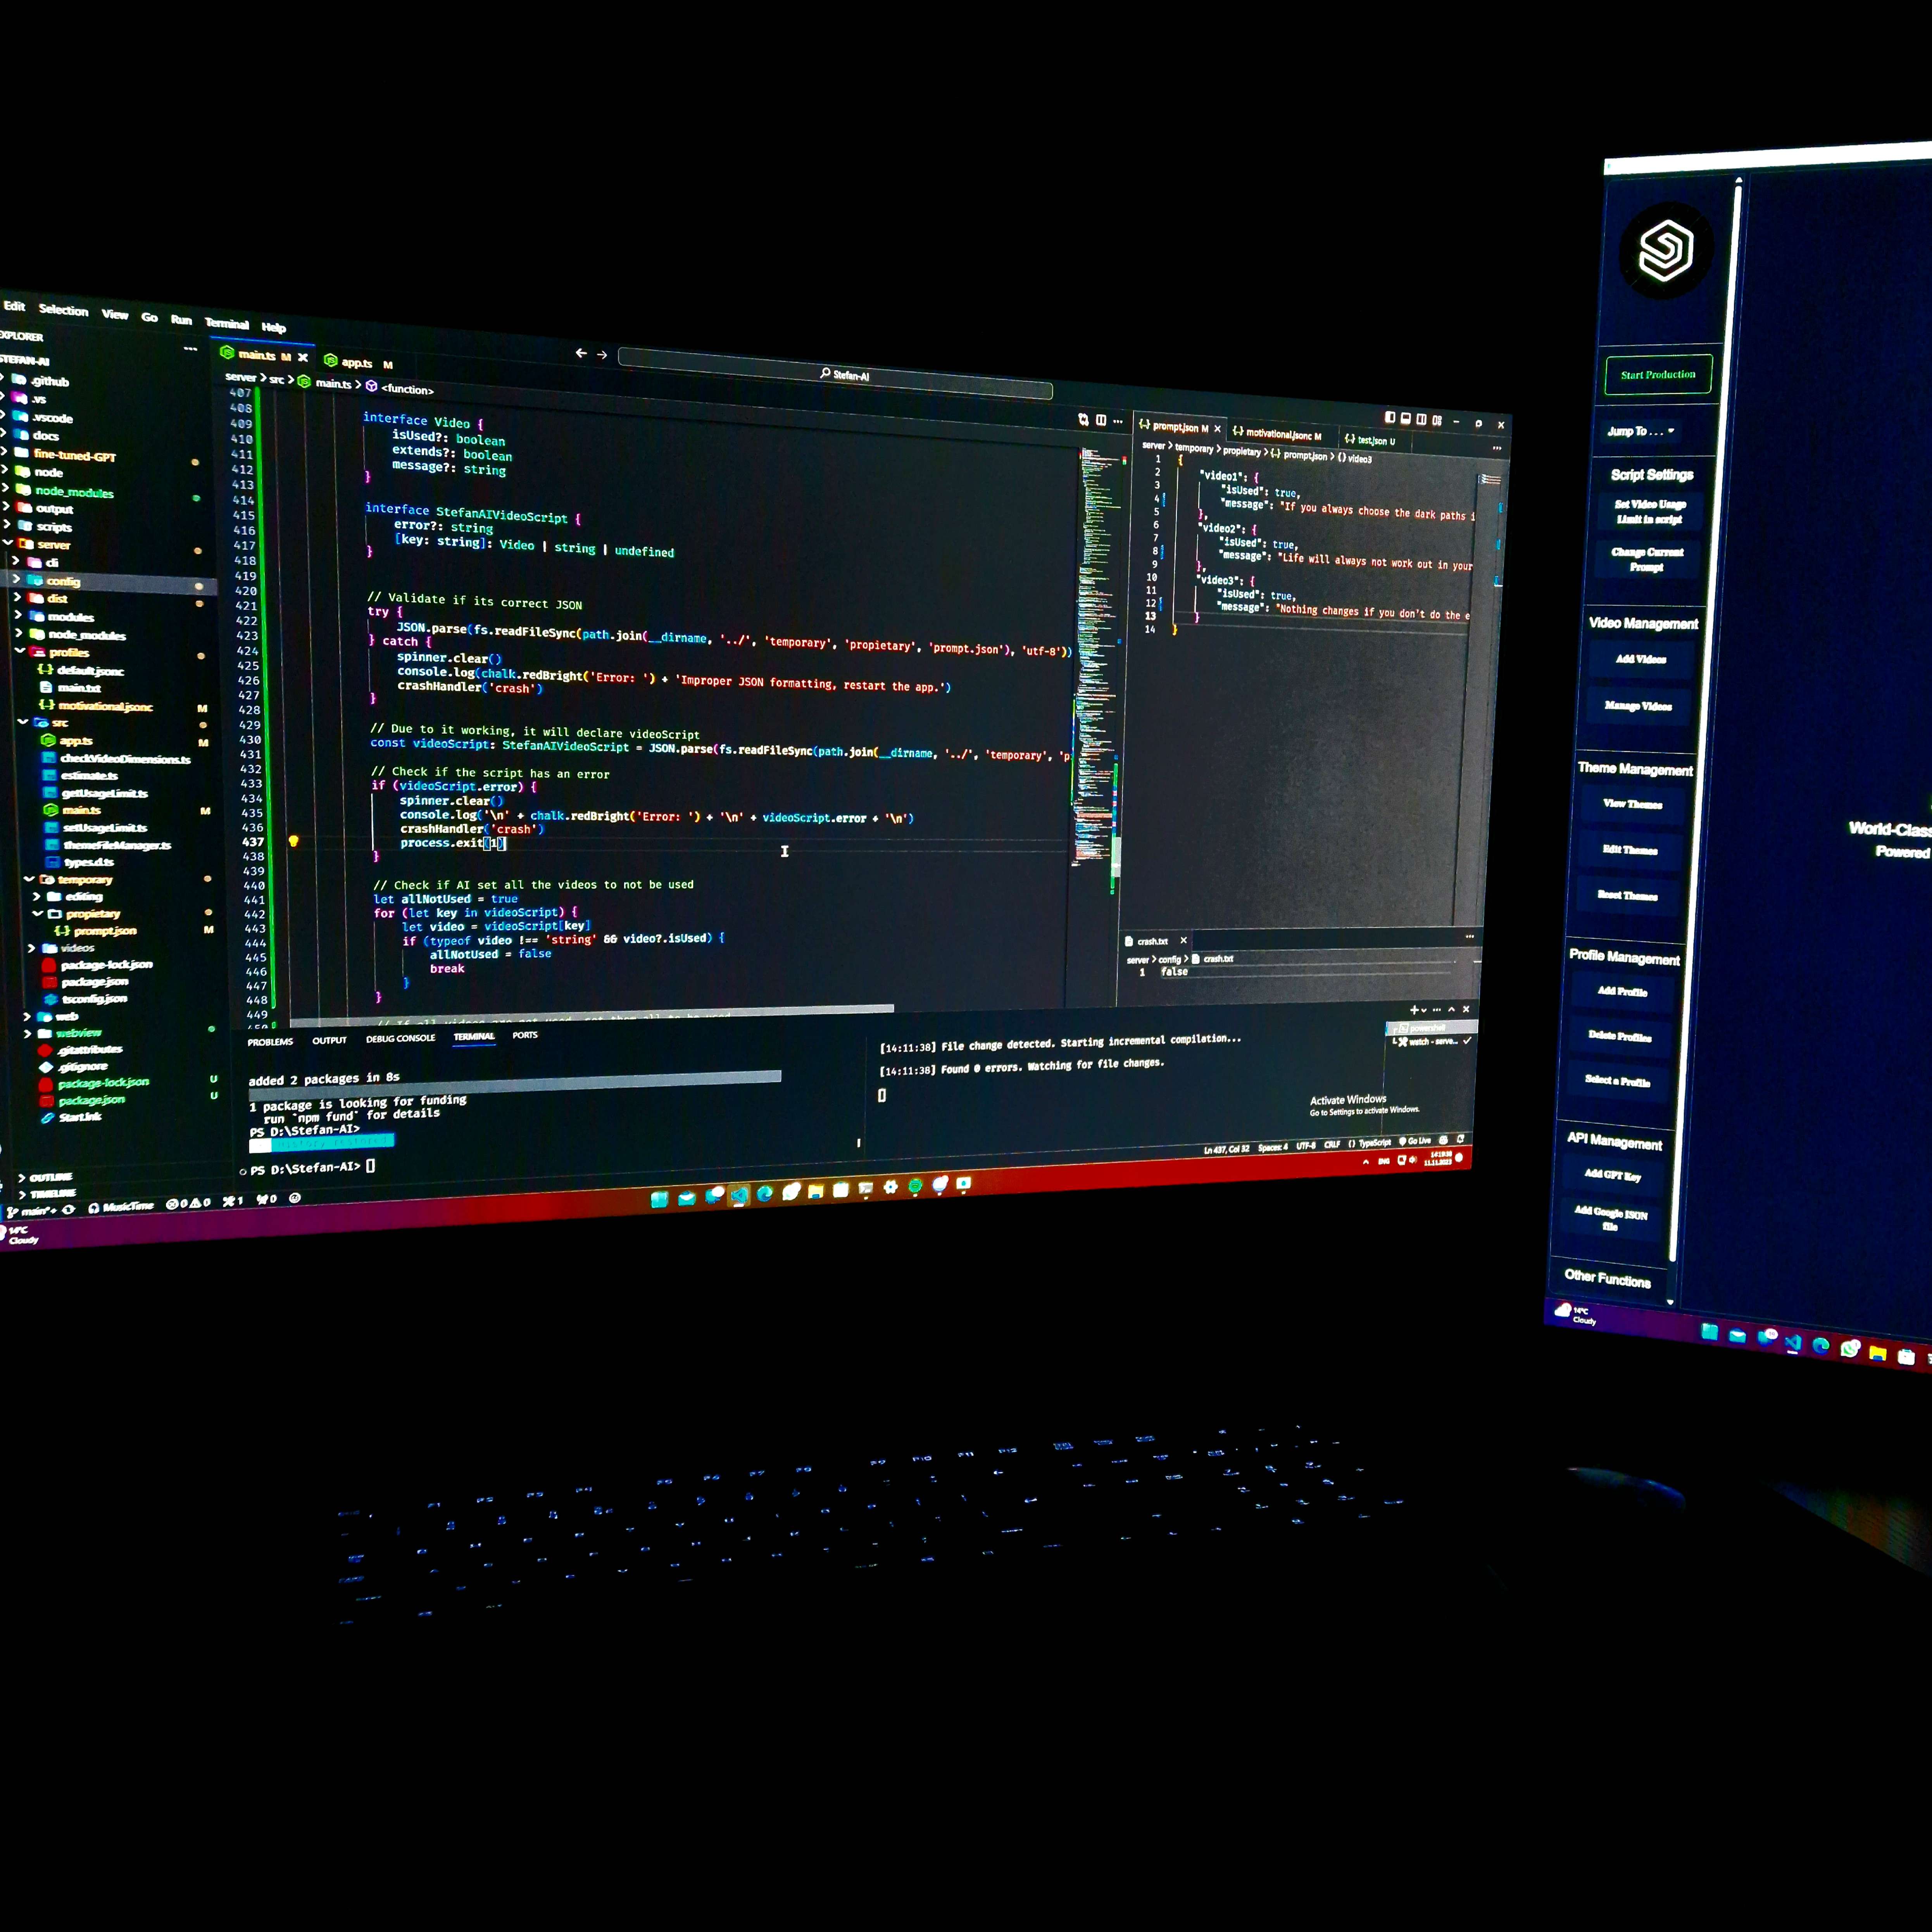 Edit Selection View Go Run Terminal Help
EXPLORER
STEFAN-AI
.github
.vs
.vscode
docs
fine-tuned-GPT
node
node_modules
output
scripts
server
cli
config
dist
modules
node_modules
profiles
default.jsonc
main.txt
motivational.jsonc M
src
app.ts M
checkVideoDimensions.ts
estimate.ts
getUsageLimit.ts
main.ts M
setUsageLimit.ts
themeFileManager.ts
types.d.ts
temporary
editing
propietary
prompt.json M
videos
package-lock.json
package.json
tsconfig.json
web
webview
.gitattributes
.gitignore
package-lock.json U
package.json U
Start.lnk
OUTLINE
TIMELINE
main*+ MusicTime 0 0 1 0
14°C
Cloudy
Stefan-AI
main.ts M app.ts M
server > src > main.ts > <function>
407
408
409 interface Video {
410 isUsed?: boolean
411 extends?: boolean
412 message?: string
413 }
414
415 interface StefanAIVideoScript {
416 error?: string
417 [key: string]: Video | string | undefined
418 }
419
420
421 // Validate if its correct JSON
422 try {
423 JSON.parse(fs.readFileSync(path.join(__dirname, '../', 'temporary', 'propietary', 'prompt.json'), 'utf-8'))
424 } catch {
425 spinner.clear()
426 console.log(chalk.redBright('Error: ') + 'Improper JSON formatting, restart the app.')
427 crashHandler('crash')
428 }
429
430 // Due to it working, it will declare videoScript
431 const videoScript: StefanAIVideoScript = JSON.parse(fs.readFileSync(path.join(__dirname, '../', 'temporary', 'p
432
433 // Check if the script has an error
434 if (videoScript.error) {
435 spinner.clear()
436 console.log('\n' + chalk.redBright('Error: ') + '\n' + videoScript.error + '\n')
437 crashHandler('crash')
438 process.exit(1)
439 }
440
441 // Check if AI set all the videos to not be used
442 let allNotUsed = true
443 for (let key in videoScript) {
444 let video = videoScript[key]
445 if (typeof video !== 'string' && video?.isUsed) {
446 allNotUsed = false
447 break
448 }
449 }
prompt.json M motivational.jsonc M test.json U
server > temporary > propietary > prompt.json > video3
1 {
2 "video1": {
3 "isUsed": true,
4 "message": "If you always choose the dark paths i
5 },
6 "video2": {
7 "isUsed": true,
8 "message": "Life will always not work out in your
9 },
10 "video3": {
11 "isUsed": true,
12 "message": "Nothing changes if you don't do the e
13 }
14 }
crash.txt
server > config > crash.txt
1 false
PROBLEMS OUTPUT DEBUG CONSOLE TERMINAL PORTS
added 2 packages in 8s
1 package is looking for funding
run `npm fund` for details
PS D:\Stefan-AI>
PS D:\Stefan-AI>
[14:11:38] File change detected. Starting incremental compilation...
[14:11:38] Found 0 errors. Watching for file changes.
powershell
watch - serve...
Activate Windows
Go to Settings to activate Windows.
Ln 437, Col 32 Spaces: 4 UTF-8 CRLF {} TypeScript Go Live
ENG
11.11.2023
Start Production
Jump To . . .
Script Settings
Set Video Usage
Limit in script
Change Current
Prompt
Video Management
Add Videos
Manage Videos
Theme Management
View Themes
Edit Themes
Reset Themes
Profile Management
Add Profile
Delete Profiles
Select a Profile
API Management
Add GPT Key
Add Google JSON
file
Other Functions
World-Clas
Powered
14°C
Cloudy
F1 F2 F3 F4 F5 F6 F7 F8 F9 F10 F11 F12